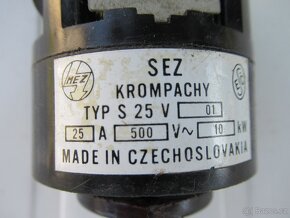 MEZ
SEZ
KROMPACHY
TYP S 25 V 01
25 A 500 V~ 10 kW
MADE IN CZECHOSLOVAKIA